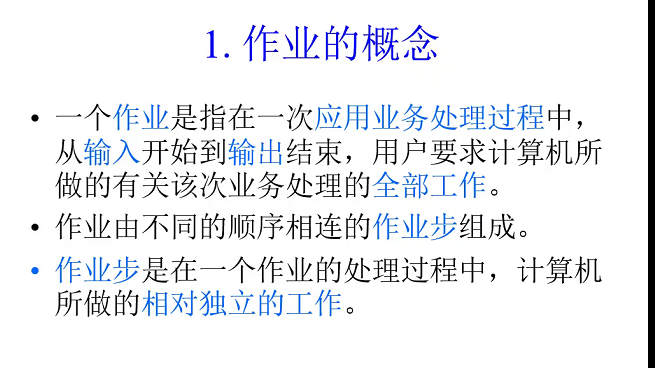 1. 作业的概念
• 一个作业是指在一次应用业务处理过程中，
从输入开始到输出结束，用户要求计算机所
做的有关该次业务处理的全部工作。
• 作业由不同的顺序相连的作业步组成。
• 作业步是在一个作业的处理过程中，计算机
所做的相对独立的工作。